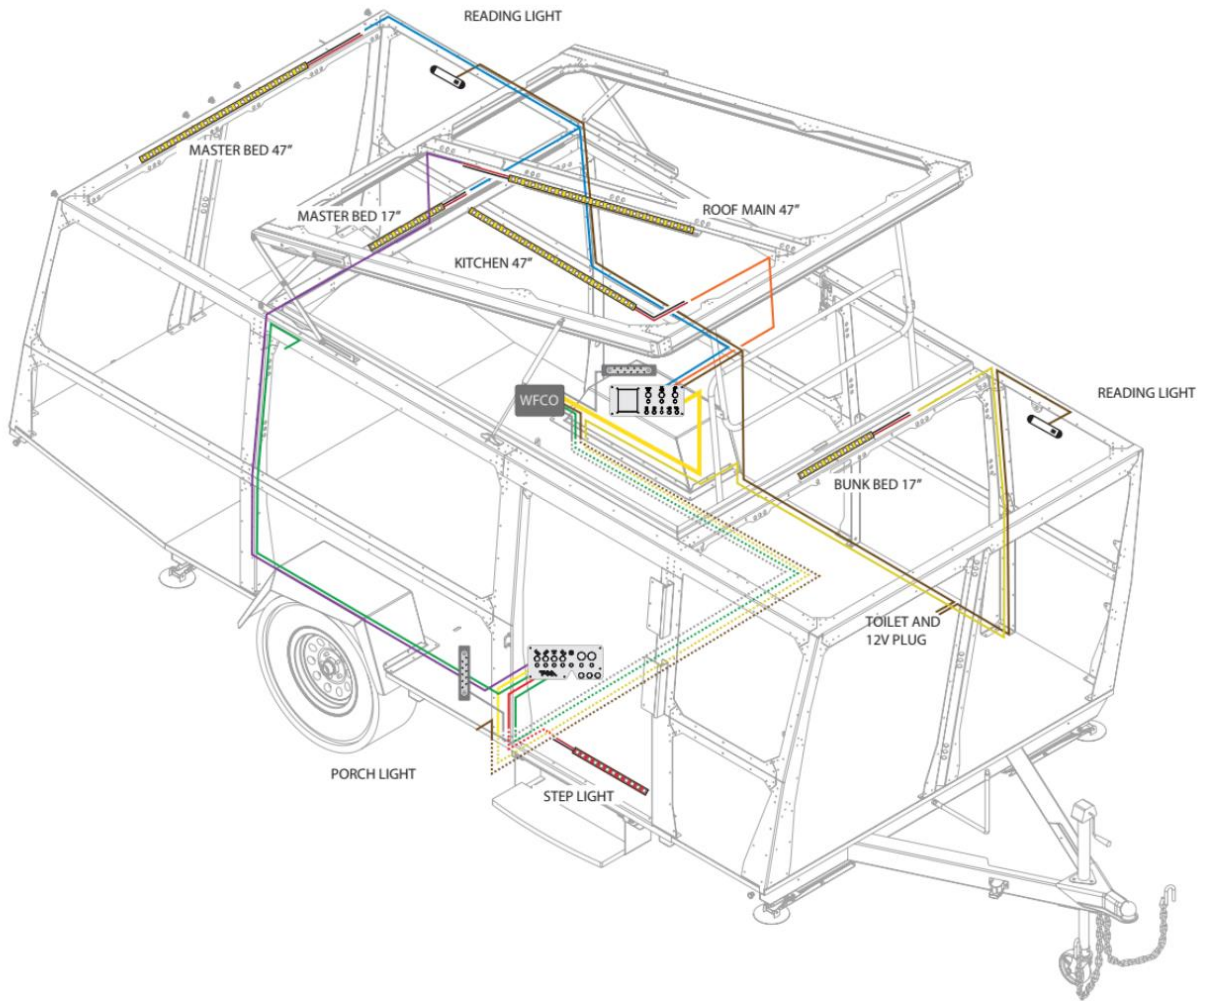 READING LIGHT
MASTER BED 47”
MASTER BED 17”
ROOF MAIN 47”
KITCHEN 47”
WFCO
READING LIGHT
BUNK BED 17”
TOILET AND
12V PLUG
PORCH LIGHT
STEP LIGHT